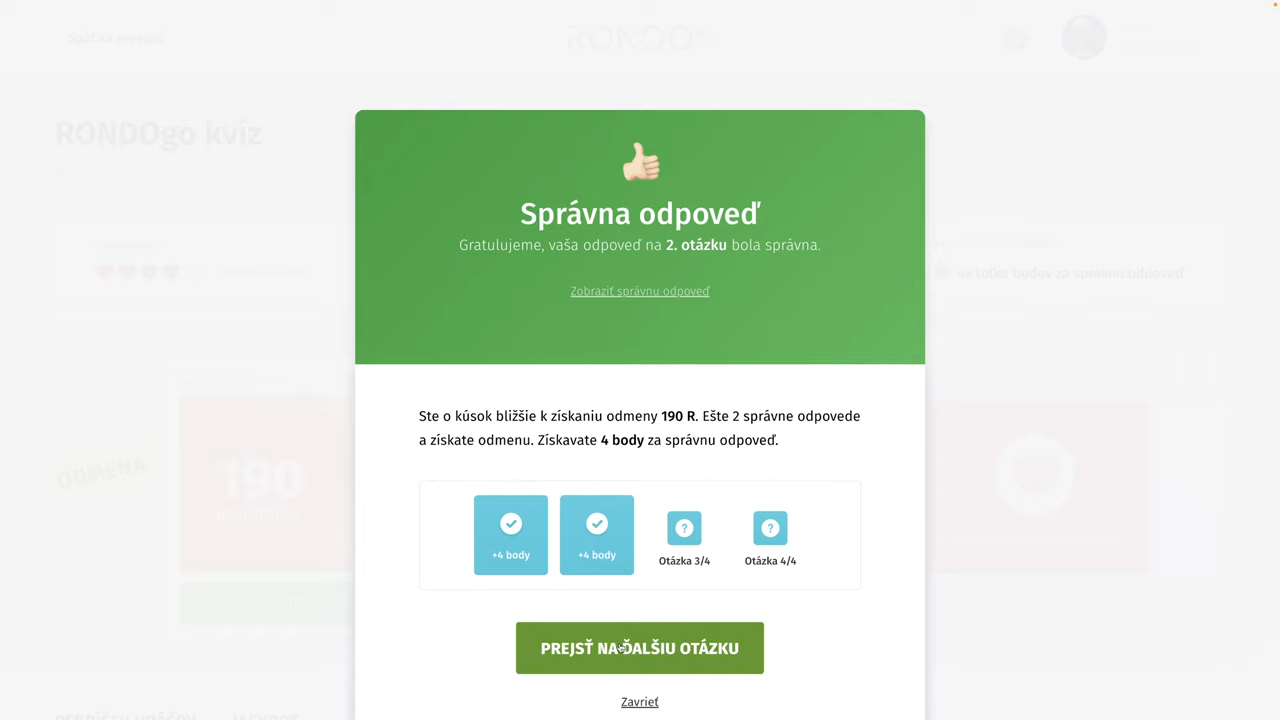 RONDOgo kvíz
Správna odpoveď
Gratulujeme, vaša odpoveď na 2. otázku bola správna.
Zobraziť správnu odpoveď
Ste o kúsok bližšie k získaniu odmeny 190 R. Ešte 2 správne odpovede
a získate odmenu. Získavate 4 body za správnu odpoveď.
ODMENA
190
+4 body
+4 body
Otázka 3/4
Otázka 4/4
PREJSŤ NA ĎALŠIU OTÁZKU
Zavrieť